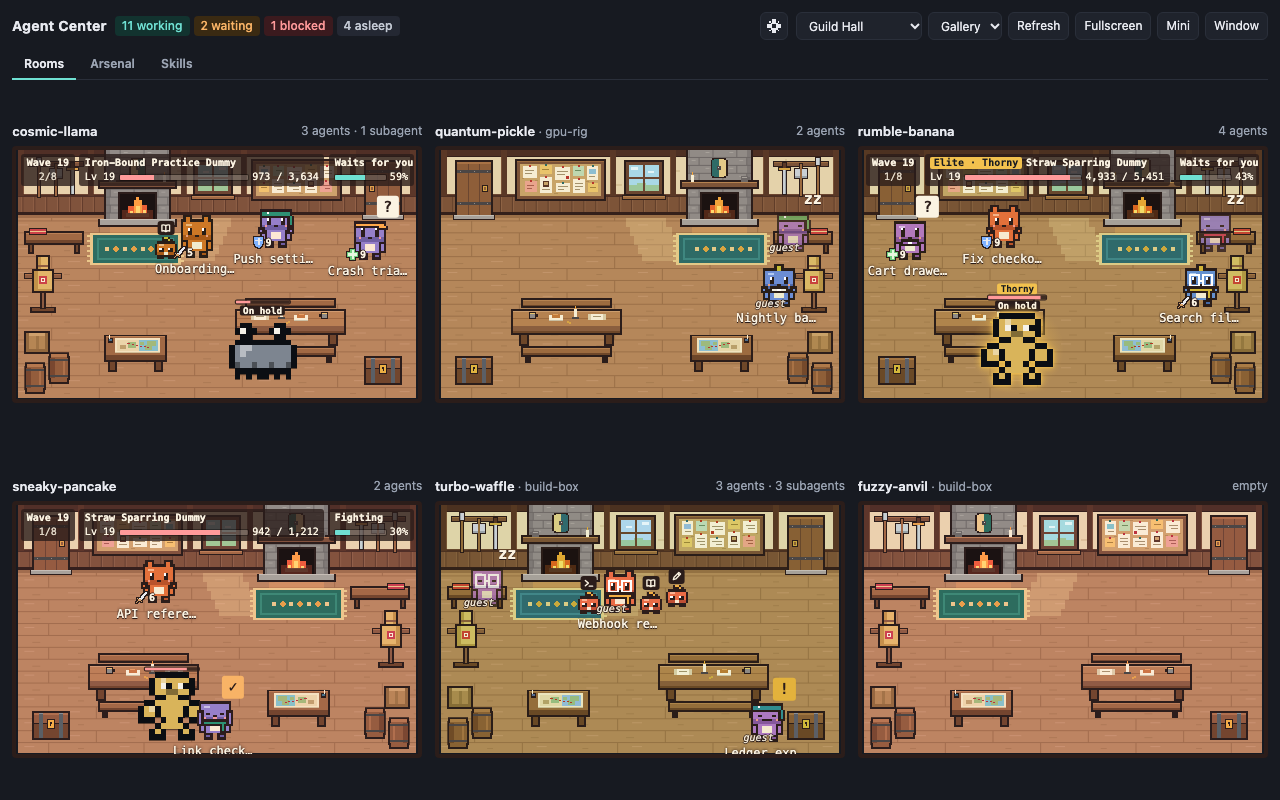 Agent Center 11 working 2 waiting 1 blocked 4 asleep Guild Hall Gallery Refresh Fullscreen Mini Window
Rooms Arsenal Skills
cosmic-llama 3 agents · 1 subagent
Wave 19 Iron-Bound Practice Dummy Waits for you
2/8 Lv 19 973 / 3,634 59%
?
5
9
9
Onboarding…
Push setti…
Crash tria…
On hold
quantum-pickle · gpu-rig 2 agents
zz
guest
guest
Nightly ba…
rumble-banana 4 agents
Wave 19 Elite · Thorny Straw Sparring Dummy Waits for you
1/8 Lv 19 4,933 / 5,451 43%
?
zz
9
9
Cart drawe…
Fix checko…
6
Search fil…
Thorny
On hold
sneaky-pancake 2 agents
Wave 19 Straw Sparring Dummy Fighting
1/8 Lv 19 942 / 1,212 30%
6
API refere…
✓
Link check…
turbo-waffle · build-box 3 agents · 3 subagents
zz
guest
guest
Webhook re…
!
guest
Ledger exp…
fuzzy-anvil · build-box empty